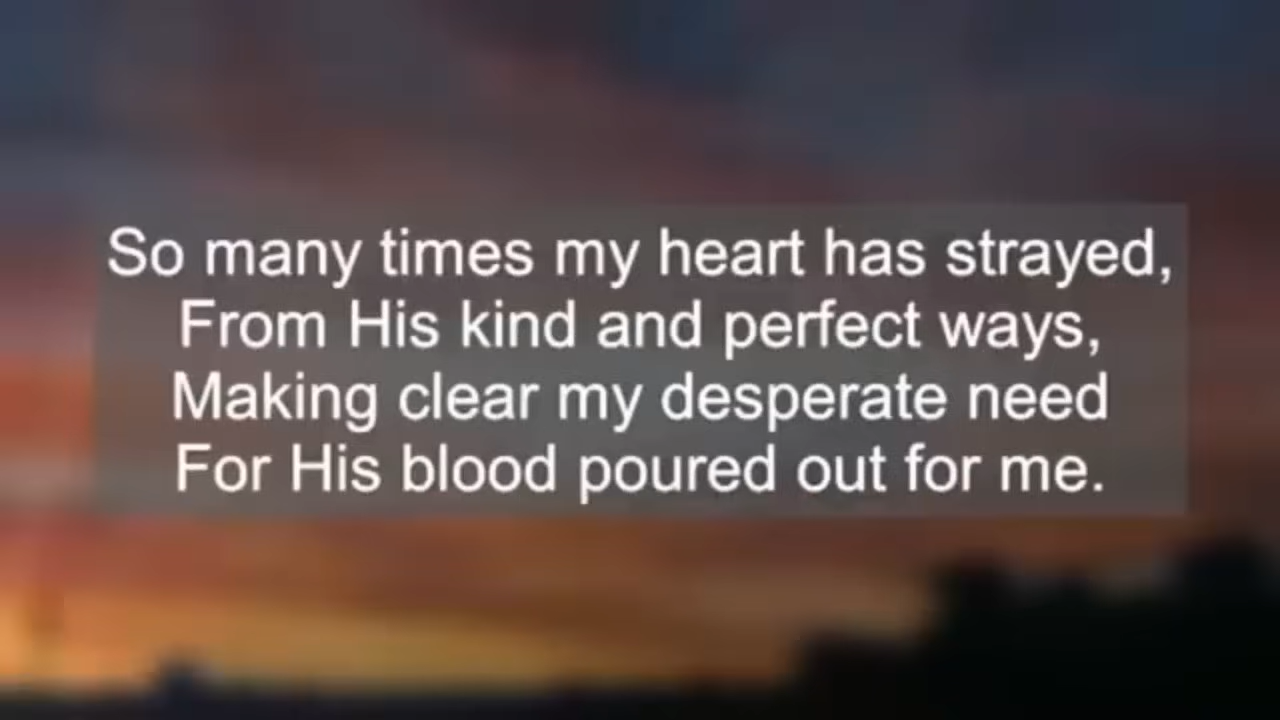 So many times my heart has strayed,
From His kind and perfect ways,
Making clear my desperate need
For His blood poured out for me.